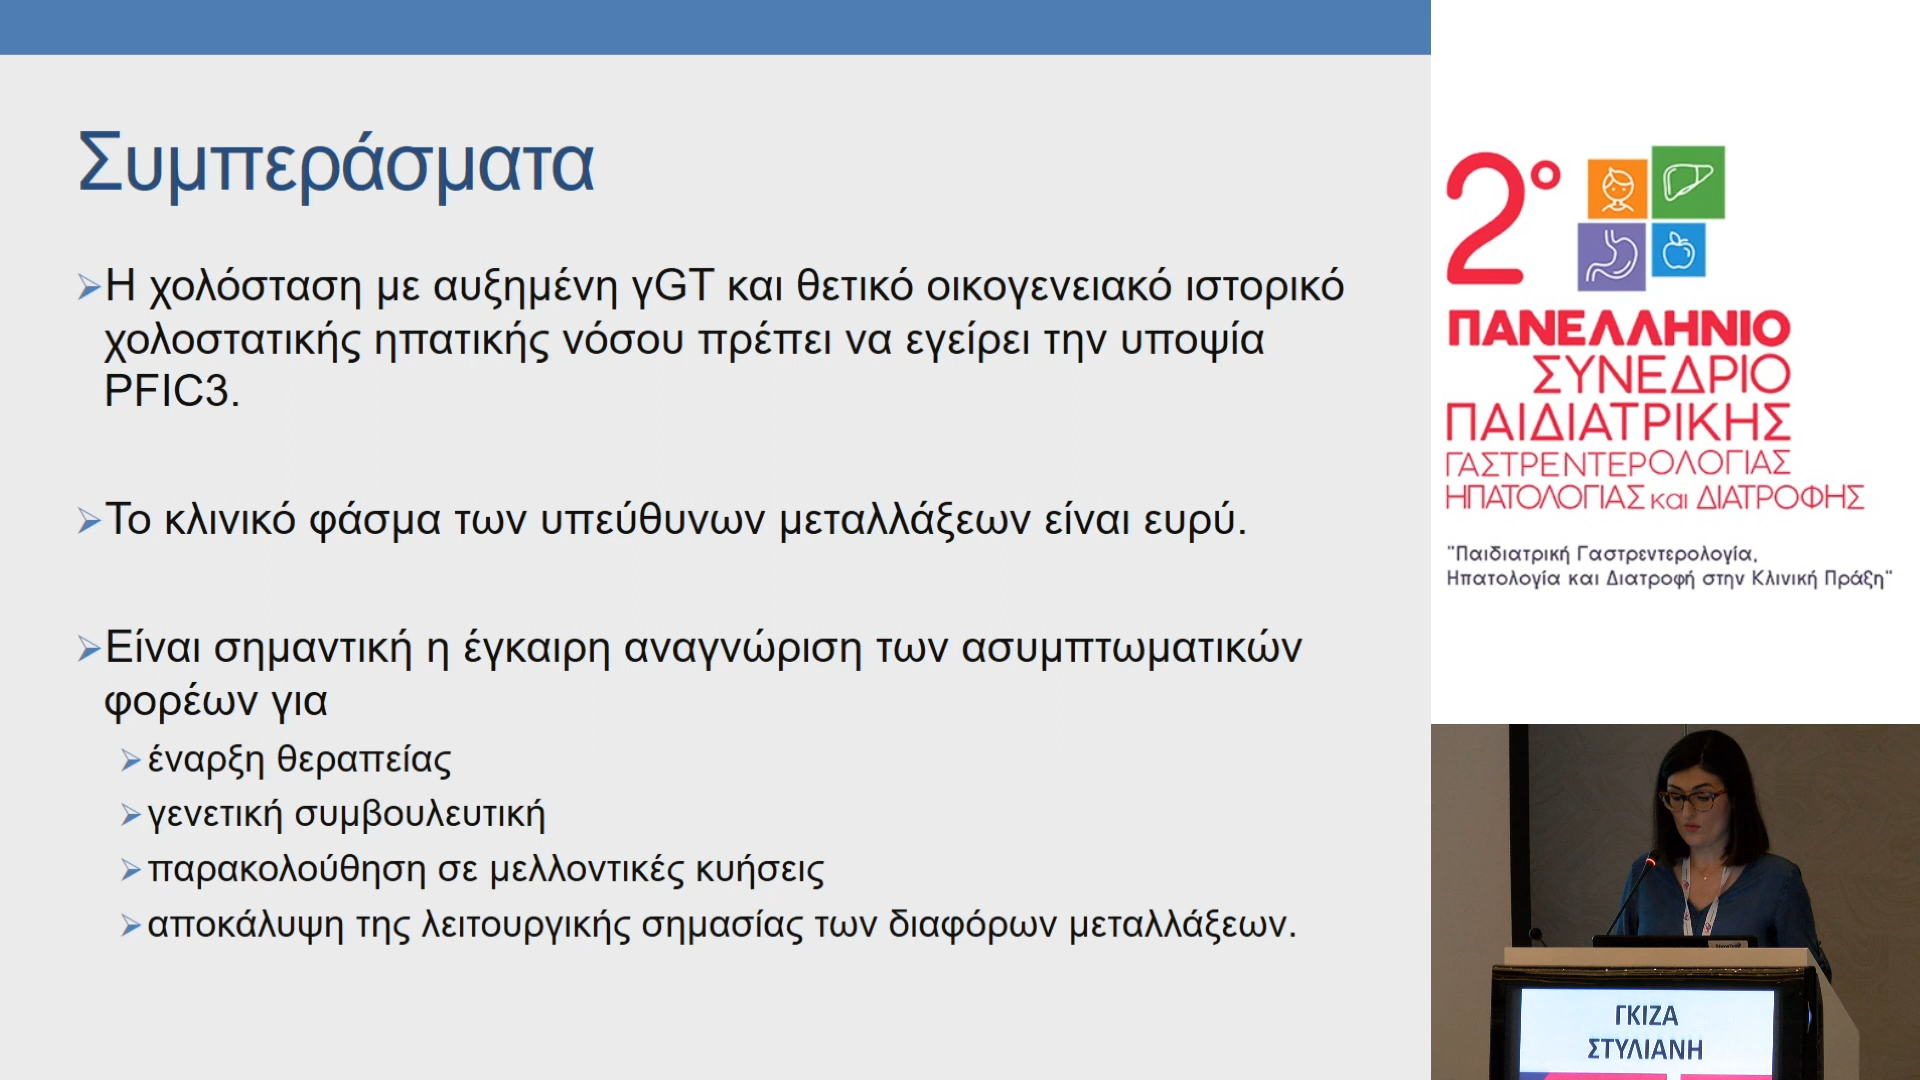 Συμπεράσματα
➢Η χολόσταση με αυξημένη γGT και θετικό οικογενειακό ιστορικό
χολοστατικής ηπατικής νόσου πρέπει να εγείρει την υποψία
PFIC3.
➢Το κλινικό φάσμα των υπεύθυνων μεταλλάξεων είναι ευρύ.
➢Είναι σημαντική η έγκαιρη αναγνώριση των ασυμπτωματικών
φορέων για
➢έναρξη θεραπείας
➢γενετική συμβουλευτική
➢παρακολούθηση σε μελλοντικές κυήσεις
➢αποκάλυψη της λειτουργικής σημασίας των διαφόρων μεταλλάξεων.
2°
ΠΑΝΕΛΛΗΝΙΟ
ΣΥΝΕΔΡΙΟ
ΠΑΙΔΙΑΤΡΙΚΗΣ
ΓΑΣΤΡΕΝΤΕΡΟΛΟΓΙΑΣ
ΗΠΑΤΟΛΟΓΙΑΣ και ΔΙΑΤΡΟΦΗΣ
"Παιδιατρική Γαστρεντερολογία,
Ηπατολογία και Διατροφή στην Κλινική Πράξη"
ΓΚΙΖΑ
ΣΤΥΛΙΑΝΗ